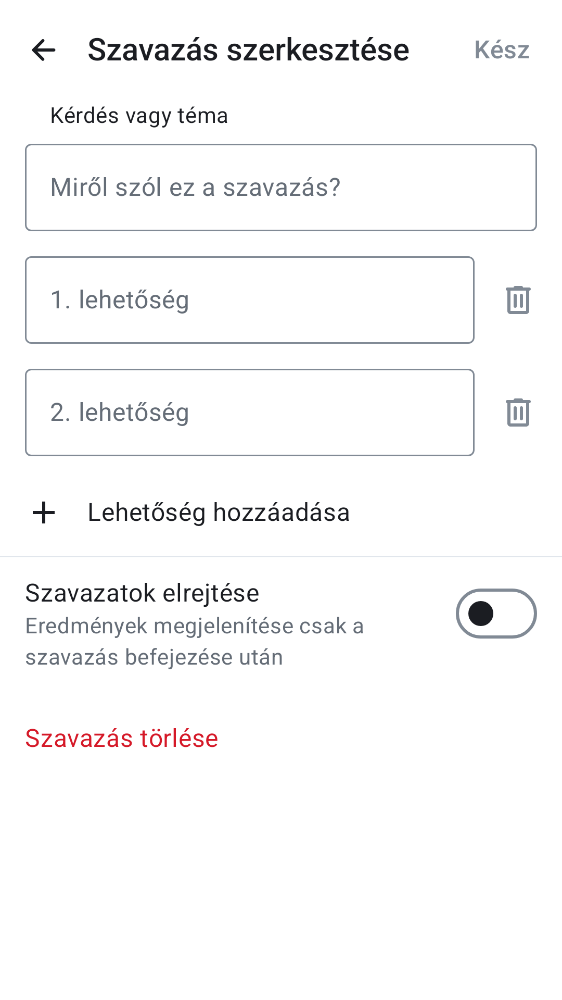 Szavazás szerkesztése
Kész
Kérdés vagy téma
Miről szól ez a szavazás?
1. lehetőség
2. lehetőség
Lehetőség hozzáadása
Szavazatok elrejtése
Eredmények megjelenítése csak a
szavazás befejezése után
Szavazás törlése